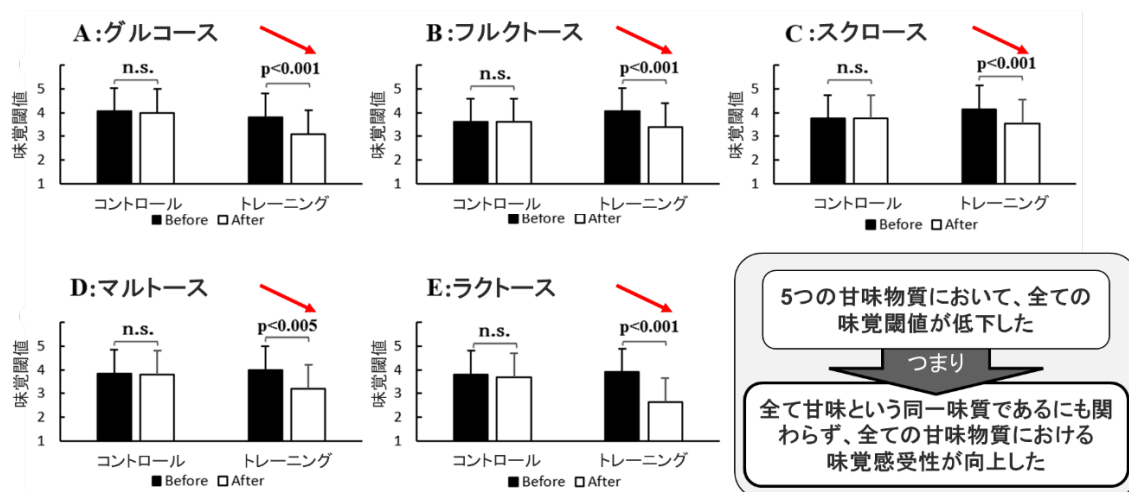 A:グルコース
n.s.
p<0.001
味覚閾値
5
4
3
2
1
コントロール
トレーニング
■Before □After
B:フルクトース
n.s.
p<0.001
味覚閾値
5
4
3
2
1
コントロール
トレーニング
■Before □After
C:スクロース
n.s.
p<0.001
味覚閾値
5
4
3
2
1
コントロール
トレーニング
■Before □After
D:マルトース
n.s.
p<0.005
味覚閾値
5
4
3
2
1
コントロール
トレーニング
■Before □After
E:ラクトース
n.s.
p<0.001
味覚閾値
5
4
3
2
1
コントロール
トレーニング
■Before □After
5つの甘味物質において、全ての
味覚閾値が低下した
つまり
全て甘味という同一味質であるにも関
わらず、全ての甘味物質における
味覚感受性が向上した